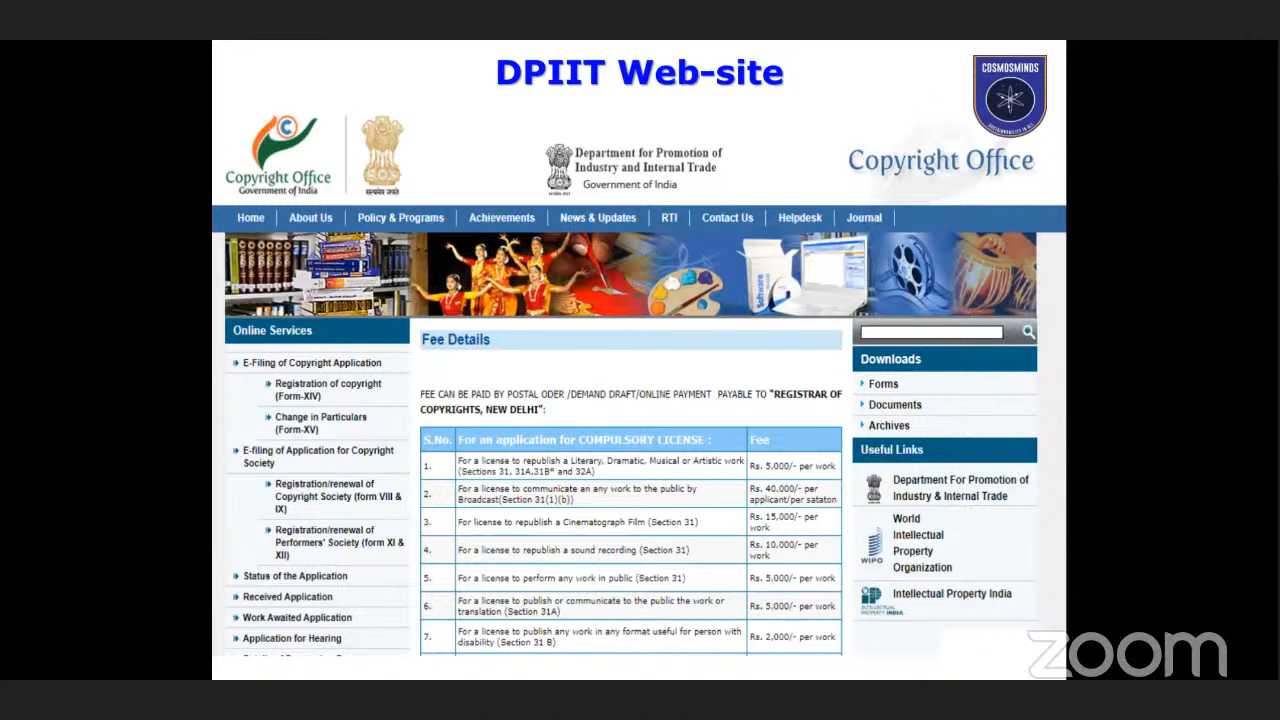 DPIIT Web-site
COSMOSMINDS
Copyright Office
Government of India
सत्यमेव जयते
Department for Promotion of
Industry and Internal Trade
Government of India
Copyright Office
Home
About Us
Policy & Programs
Achievements
News & Updates
RTI
Contact Us
Helpdesk
Journal
Software
Online Services
E-Filing of Copyright Application
Registration of copyright
(Form-XIV)
Change in Particulars
(Form-XV)
E-filing of Application for Copyright
Society
Registration/renewal of
Copyright Society (form VIII &
IX)
Registration/renewal of
Performers' Society (form XI &
XII)
Status of the Application
Received Application
Work Awaited Application
Application for Hearing
Fee Details
FEE CAN BE PAID BY POSTAL ODER /DEMAND DRAFT/ONLINE PAYMENT PAYABLE TO “REGISTRAR OF
COPYRIGHTS, NEW DELHI”:
S.No. For an application for COMPULSORY LICENSE : Fee
1. For a license to republish a Literary, Dramatic, Musical or Artistic work
(Sections 31, 31A,31B* and 32A) Rs. 5,000/- per work
2. For a license to communicate an any work to the public by
Broadcast(Section 31(1)(b)) Rs. 40,000/- per
applicant/per sataton
3. For license to republish a Cinematograph Film (Section 31) Rs. 15,000/- per
work
4. For a license to republish a sound recording (Section 31) Rs. 10,000/- per
work
5. For a license to perform any work in public (Section 31) Rs. 5,000/- per work
6. For a license to publish or communicate to the public the work or
translation (Section 31A) Rs. 5,000/- per work
7. For a license to publish any work in any format useful for person with
disability (Section 31 B) Rs. 2,000/- per work
Downloads
Forms
Documents
Archives
Useful Links
Department For Promotion of
Industry & Internal Trade
WIPO
World
Intellectual
Property
Organization
INTELLECTUAL
PROPERTY INDIA
Intellectual Property India
zoom